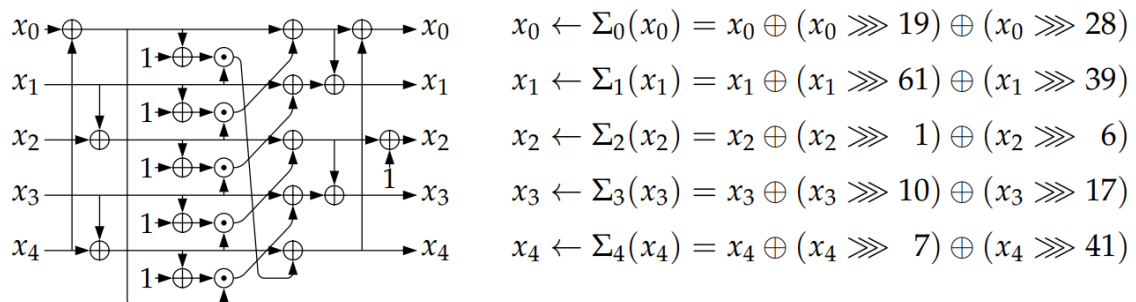 x₀ x₀ x₀ ← Σ₀(x₀) = x₀ ⊕ (x₀ ⋙ 19) ⊕ (x₀ ⋙ 28)
1
x₁ x₁ x₁ ← Σ₁(x₁) = x₁ ⊕ (x₁ ⋙ 61) ⊕ (x₁ ⋙ 39)
1
x₂ x₂ x₂ ← Σ₂(x₂) = x₂ ⊕ (x₂ ⋙ 1) ⊕ (x₂ ⋙ 6)
1 1
x₃ x₃ x₃ ← Σ₃(x₃) = x₃ ⊕ (x₃ ⋙ 10) ⊕ (x₃ ⋙ 17)
1
x₄ x₄ x₄ ← Σ₄(x₄) = x₄ ⊕ (x₄ ⋙ 7) ⊕ (x₄ ⋙ 41)
1